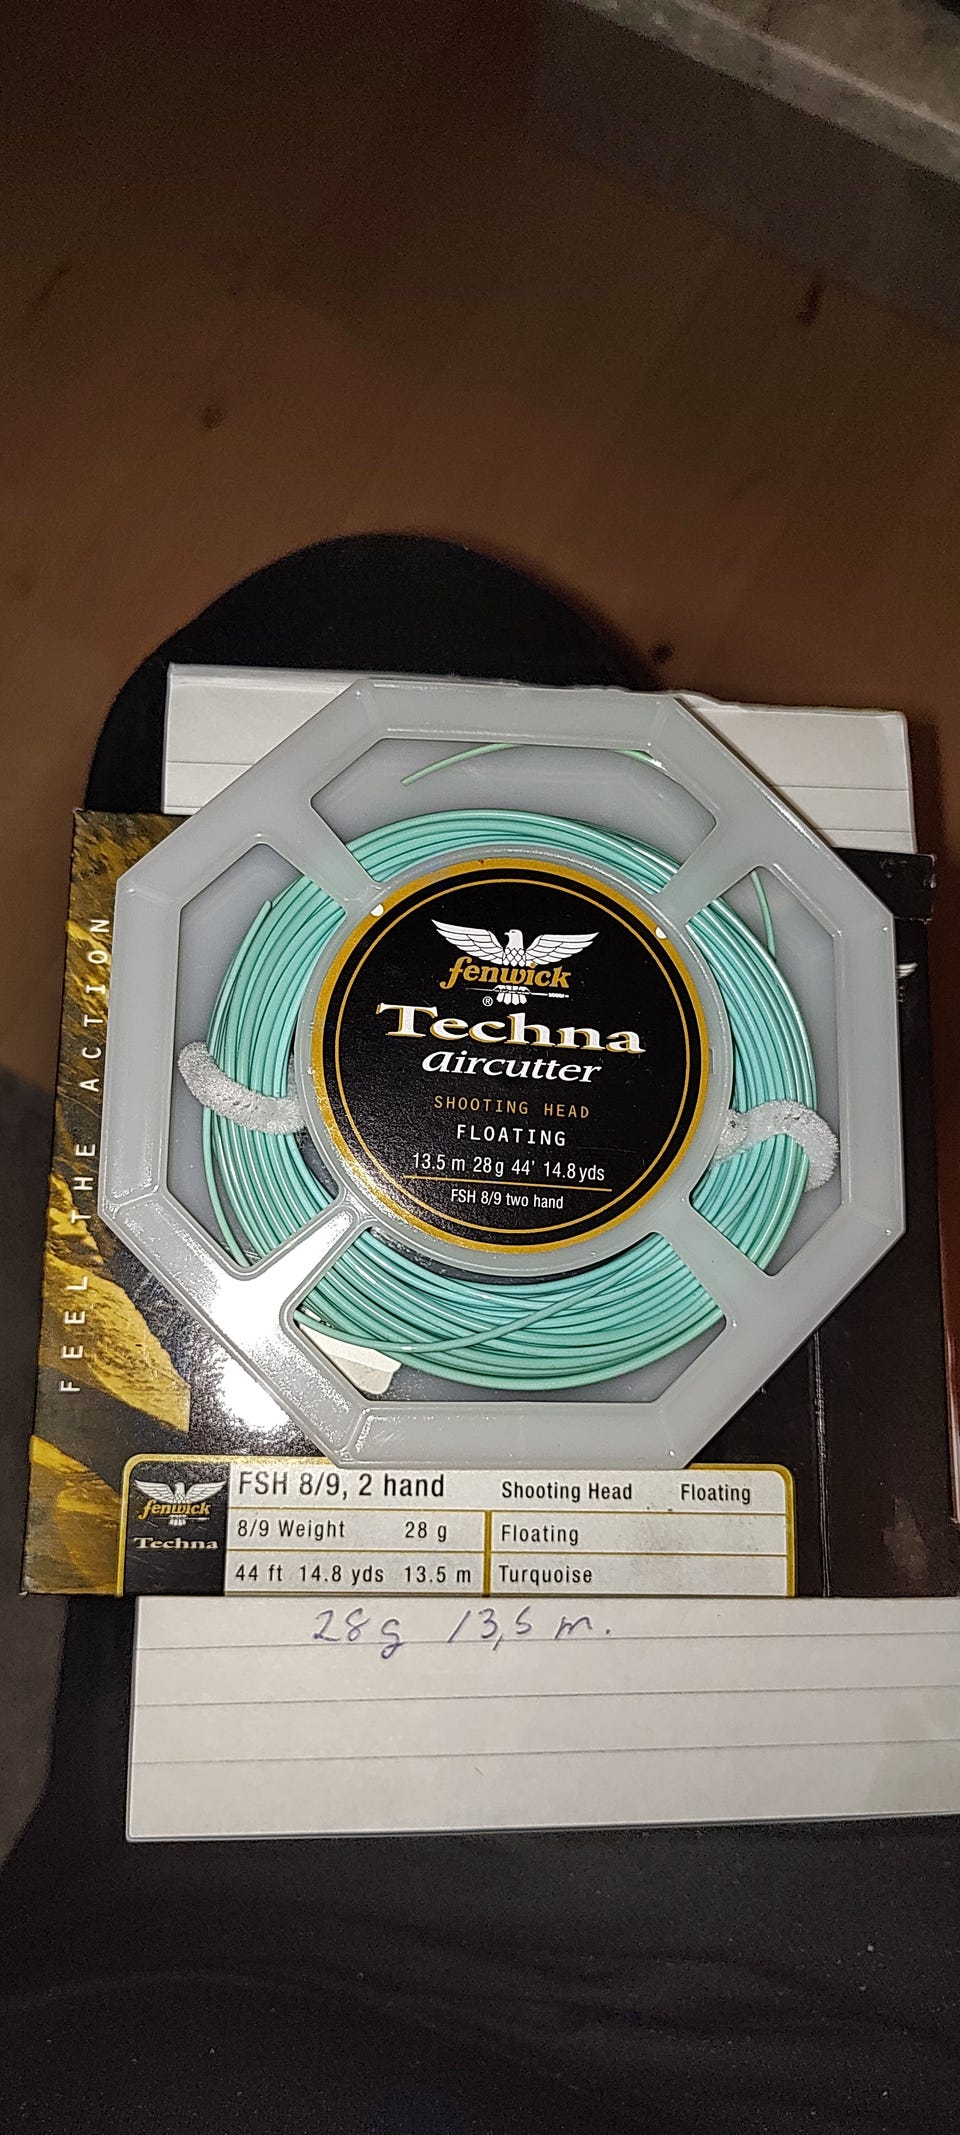 FEEL THE ACTION
fenwick
®
Techna
aircutter
SHOOTING HEAD
FLOATING
13.5 m 28g 44' 14.8yds
FSH 8/9 two hand
fenwick
Techna
FSH 8/9, 2 hand Shooting Head Floating
8/9 Weight 28 g Floating
44 ft 14.8 yds 13.5 m Turquoise
28g 13,5 m.